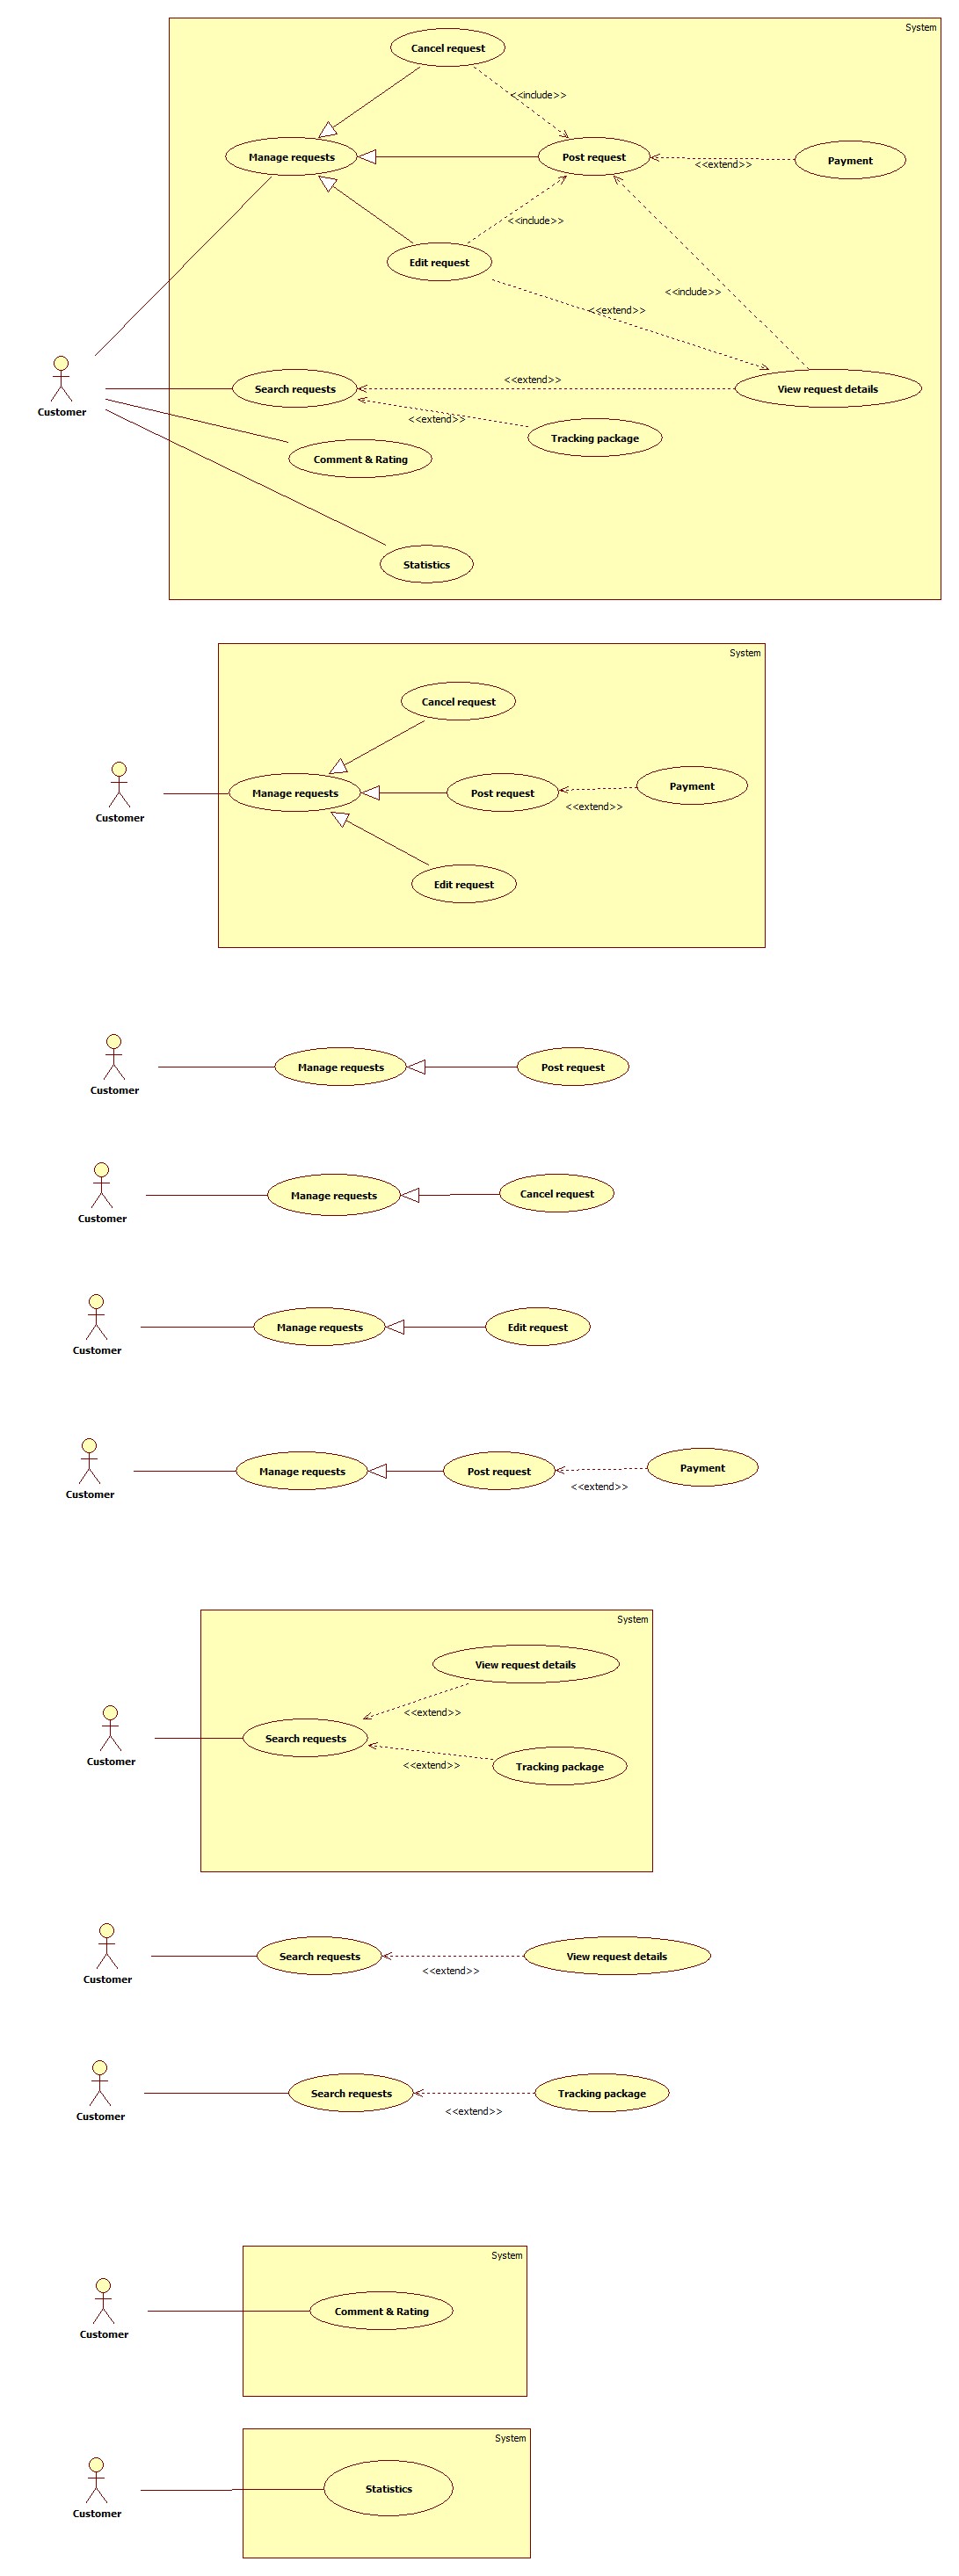 System
Cancel request
<<include>>
Manage requests
Post request
<<extend>>
Payment
<<include>>
Edit request
<<include>>
<<extend>>
Customer
Search requests
<<extend>>
View request details
<<extend>>
Tracking package
Comment & Rating
Statistics
System
Cancel request
Customer
Manage requests
Post request
<<extend>>
Payment
Edit request
Customer
Manage requests
Post request
Customer
Manage requests
Cancel request
Customer
Manage requests
Edit request
Customer
Manage requests
Post request
<<extend>>
Payment
System
View request details
<<extend>>
Customer
Search requests
<<extend>>
Tracking package
Customer
Search requests
<<extend>>
View request details
Customer
Search requests
<<extend>>
Tracking package
System
Customer
Comment & Rating
System
Customer
Statistics